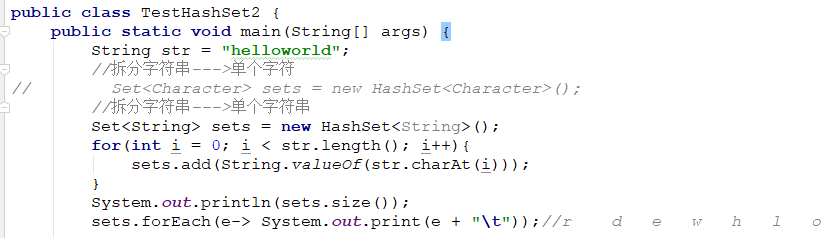 public class TestHashSet2 {
    public static void main(String[] args) {
        String str = "helloworld";
        //拆分字符串--->单个字符
//        Set<Character> sets = new HashSet<Character>();
        //拆分字符串--->单个字符串
        Set<String> sets = new HashSet<String>();
        for(int i = 0; i < str.length(); i++){
            sets.add(String.valueOf(str.charAt(i)));
        }
        System.out.println(sets.size());
        sets.forEach(e-> System.out.print(e + "\t"));//r    d    e    w    h    l    o